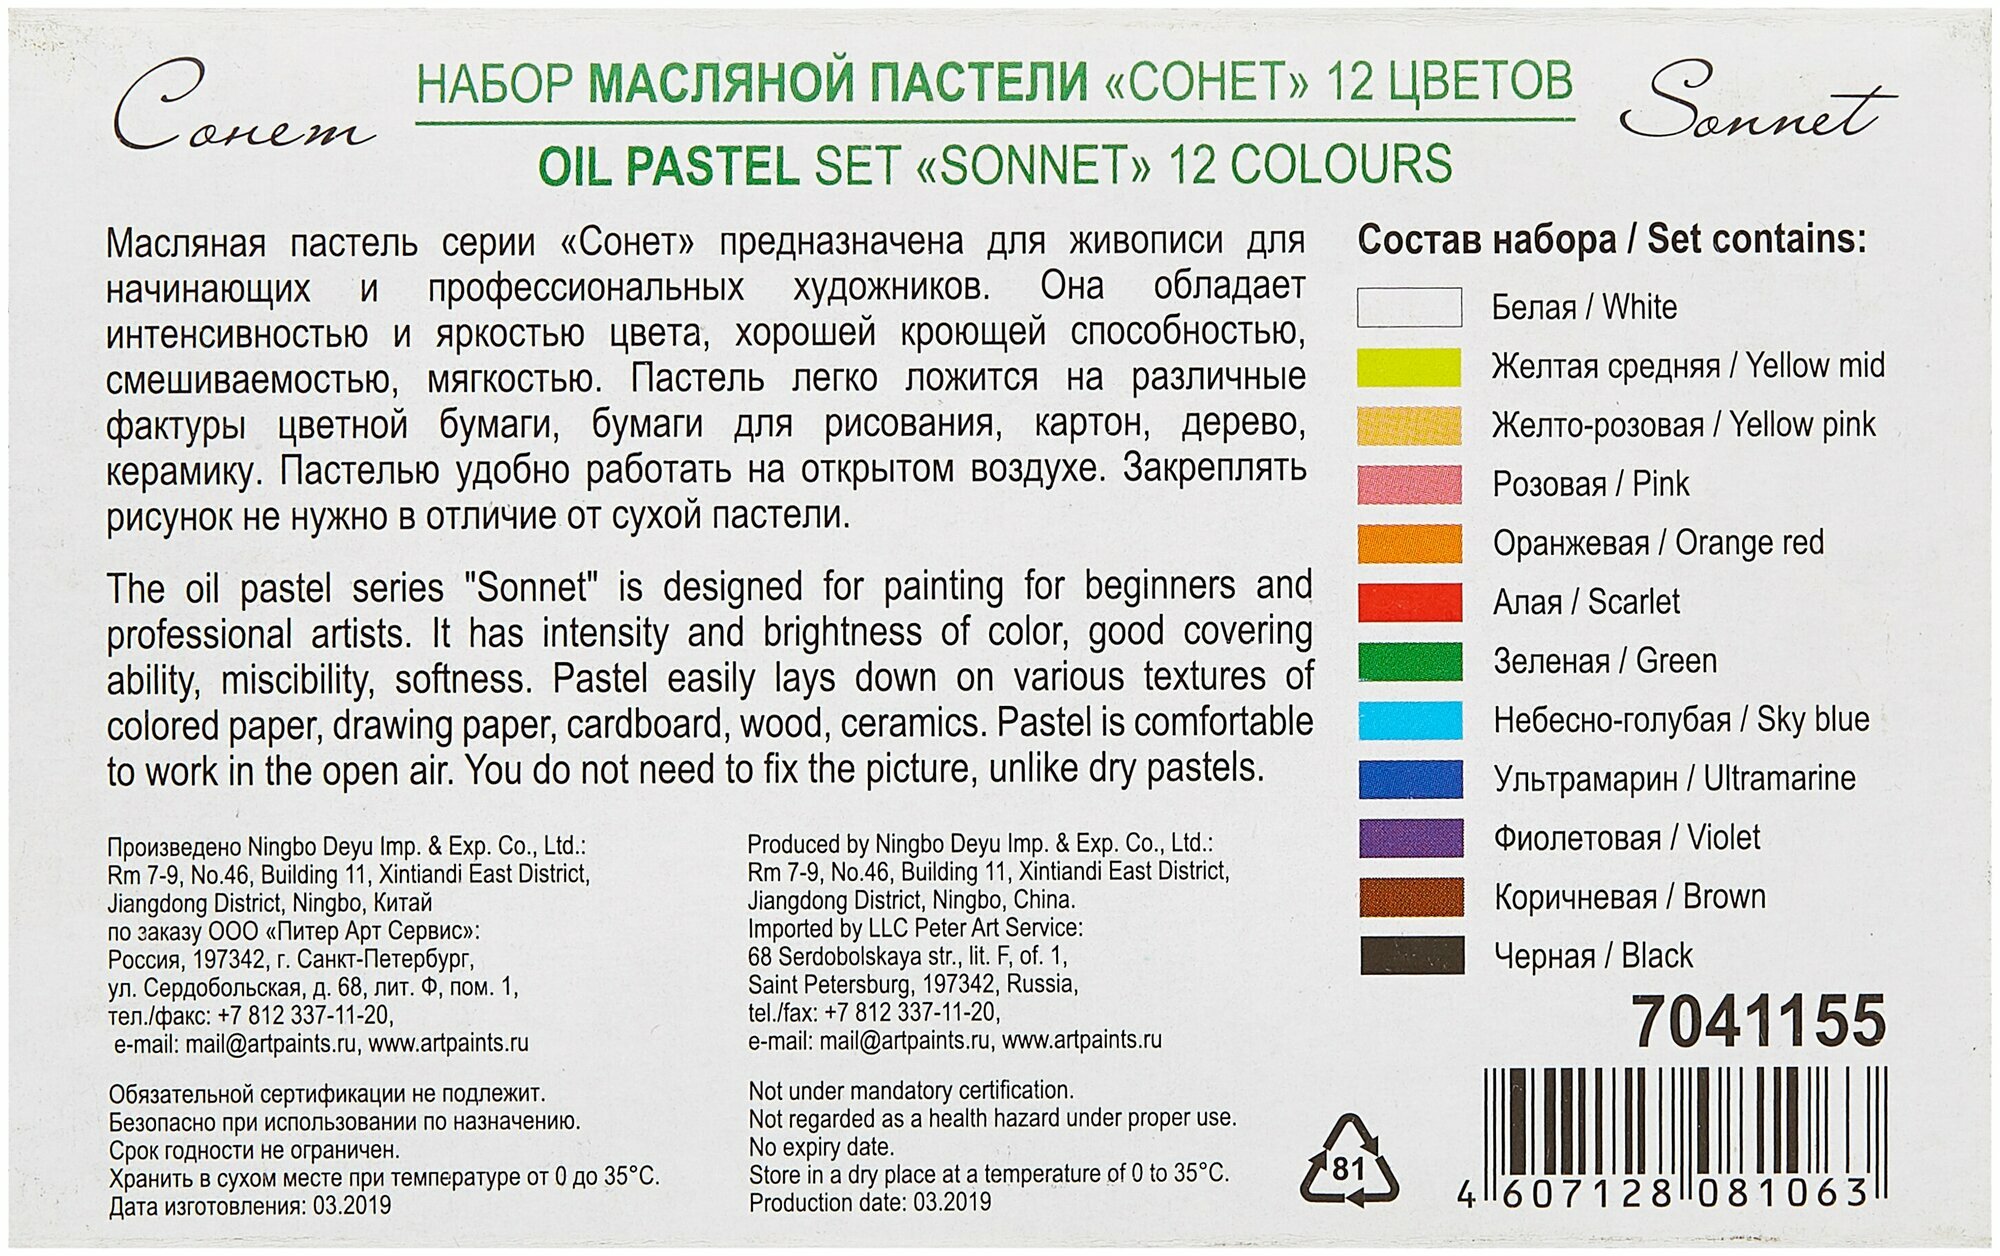 Сонет
НАБОР МАСЛЯНОЙ ПАСТЕЛИ «СОНЕТ» 12 ЦВЕТОВ
Sonnet
OIL PASTEL SET «SONNET» 12 COLOURS
Масляная пастель серии «Сонет» предназначена для живописи для
начинающих и профессиональных художников. Она обладает
интенсивностью и яркостью цвета, хорошей кроющей способностью,
смешиваемостью, мягкостью. Пастель легко ложится на различные
фактуры цветной бумаги, бумаги для рисования, картон, дерево,
керамику. Пастелью удобно работать на открытом воздухе. Закреплять
рисунок не нужно в отличие от сухой пастели.
The oil pastel series "Sonnet" is designed for painting for beginners and
professional artists. It has intensity and brightness of color, good covering
ability, miscibility, softness. Pastel easily lays down on various textures of
colored paper, drawing paper, cardboard, wood, ceramics. Pastel is comfortable
to work in the open air. You do not need to fix the picture, unlike dry pastels.
Произведено Ningbo Deyu Imp. & Exp. Co., Ltd.:
Rm 7-9, No.46, Building 11, Xintiandi East District,
Jiangdong District, Ningbo, Китай
по заказу ООО «Питер Арт Сервис»:
Россия, 197342, г. Санкт-Петербург,
ул. Сердобольская, д. 68, лит. Ф, пом. 1,
тел./факс: +7 812 337-11-20,
e-mail: mail@artpaints.ru, www.artpaints.ru
Обязательной сертификации не подлежит.
Безопасно при использовании по назначению.
Срок годности не ограничен.
Хранить в сухом месте при температуре от 0 до 35°C.
Дата изготовления: 03.2019
Produced by Ningbo Deyu Imp. & Exp. Co., Ltd.:
Rm 7-9, No.46, Building 11, Xintiandi East District,
Jiangdong District, Ningbo, China.
Imported by LLC Peter Art Service:
68 Serdobolskaya str., lit. F, of. 1,
Saint Petersburg, 197342, Russia,
tel./fax: +7 812 337-11-20,
e-mail: mail@artpaints.ru, www.artpaints.ru
Not under mandatory certification.
Not regarded as a health hazard under proper use.
No expiry date.
Store in a dry place at a temperature of 0 to 35°C.
Production date: 03.2019
Состав набора / Set contains:
Белая / White
Желтая средняя / Yellow mid
Желто-розовая / Yellow pink
Розовая / Pink
Оранжевая / Orange red
Алая / Scarlet
Зеленая / Green
Небесно-голубая / Sky blue
Ультрамарин / Ultramarine
Фиолетовая / Violet
Коричневая / Brown
Черная / Black
7041155
81
4 607128 081063